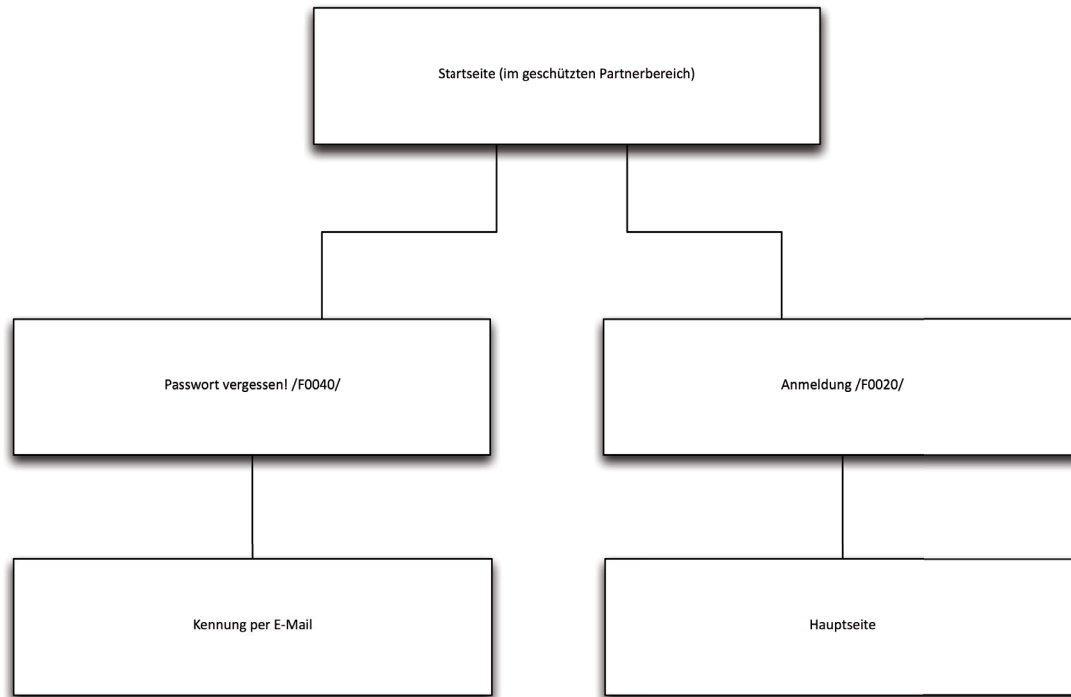 Startseite (im geschützten Partnerbereich)
Passwort vergessen! /F0040/
Anmeldung /F0020/
Kennung per E-Mail
Hauptseite